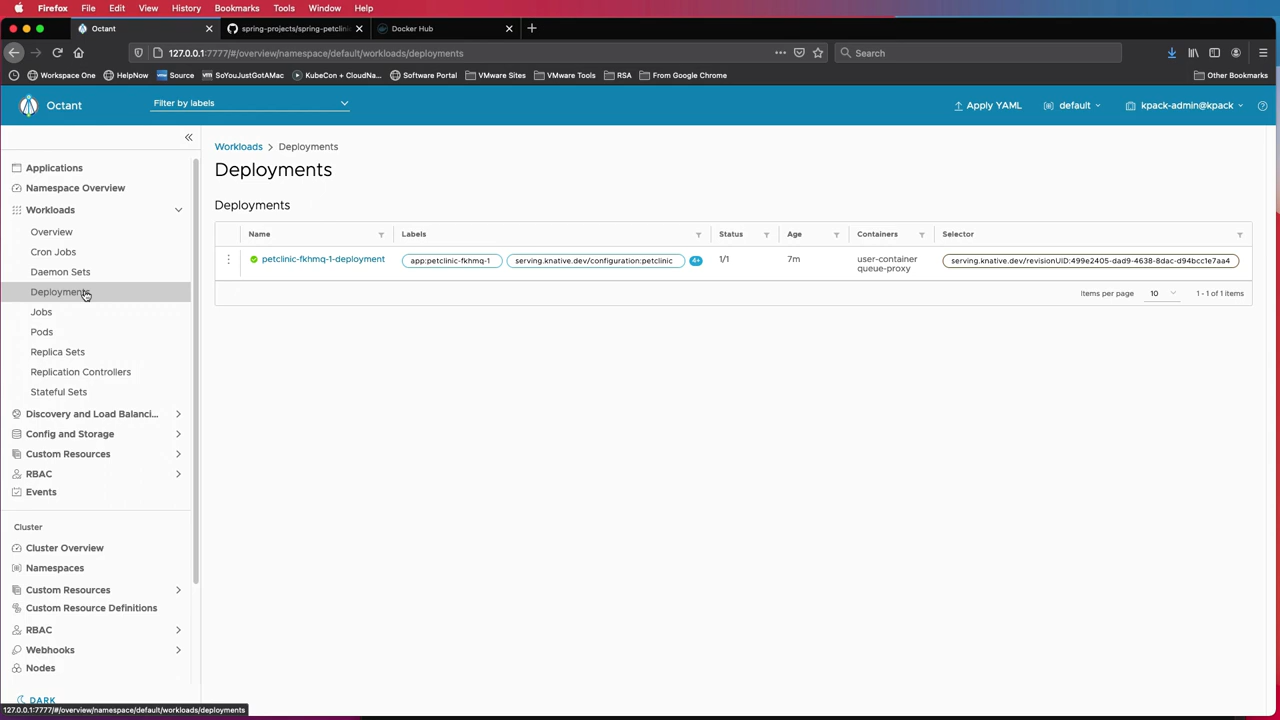 Firefox File Edit View History Bookmarks Tools Window Help
Octant
spring-projects/spring-petclinic
Docker Hub
127.0.0.1:7777/#/overview/namespace/default/workloads/deployments
Search
Workspace One HelpNow Source SoYouJustGotAMac KubeCon + CloudNa... Software Portal VMware Sites VMware Tools RSA From Google Chrome Other Bookmarks
Octant
Filter by labels
Apply YAML
default
kpack-admin@kpack
Applications
Namespace Overview
Workloads
Overview
Cron Jobs
Daemon Sets
Deployments
Jobs
Pods
Replica Sets
Replication Controllers
Stateful Sets
Discovery and Load Balanci...
Config and Storage
Custom Resources
RBAC
Events
Cluster
Cluster Overview
Namespaces
Custom Resources
Custom Resource Definitions
RBAC
Webhooks
Nodes
DARK
Workloads > Deployments
Deployments
Deployments
Name Labels Status Age Containers Selector
petclinic-fkhmq-1-deployment app:petclinic-fkhmq-1 serving.knative.dev/configuration:petclinic 4+ 1/1 7m user-container serving.knative.dev/revisionUID:499e2405-dad9-4638-8dac-d94bcc1e7aa4
queue-proxy
Items per page 10 1 - 1 of 1 items
127.0.0.1:7777/#/overview/namespace/default/workloads/deployments